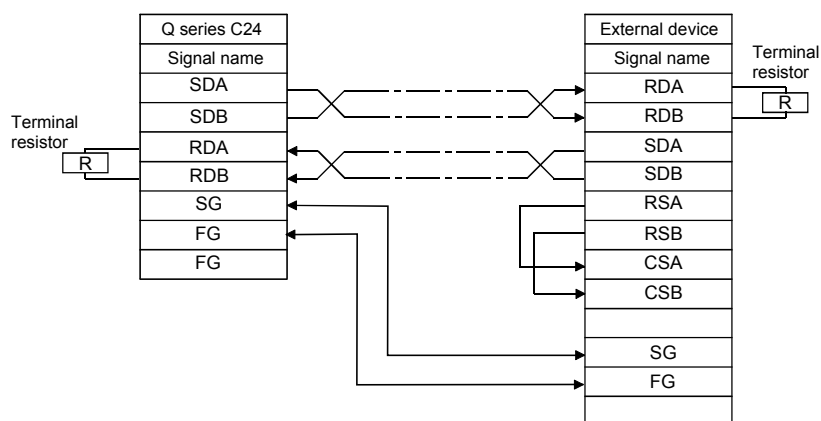 Q series C24
Signal name
SDA
SDB
RDA
RDB
SG
FG
FG
Terminal
resistor
R
External device
Signal name
RDA
RDB
SDA
SDB
RSA
RSB
CSA
CSB
SG
FG
Terminal
resistor
R